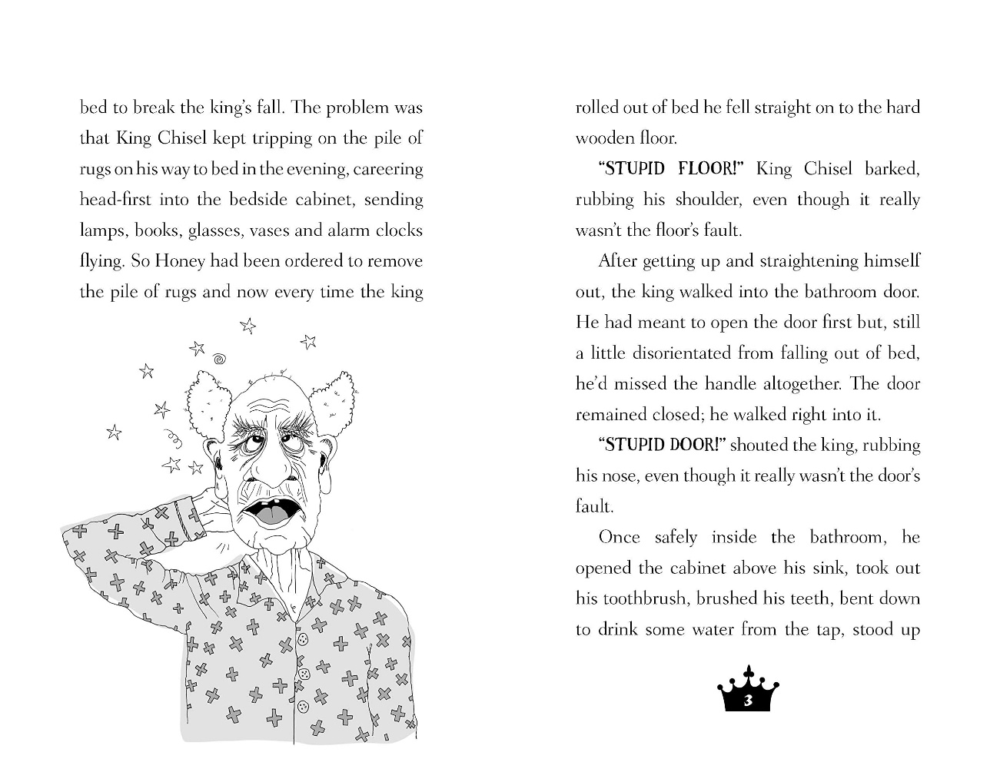 bed to break the king’s fall. The problem was
that King Chisel kept tripping on the pile of
rugs on his way to bed in the evening, careering
head-first into the bedside cabinet, sending
lamps, books, glasses, vases and alarm clocks
flying. So Honey had been ordered to remove
the pile of rugs and now every time the king
rolled out of bed he fell straight on to the hard
wooden floor.
“STUPID FLOOR!” King Chisel barked,
rubbing his shoulder, even though it really
wasn’t the floor’s fault.
After getting up and straightening himself
out, the king walked into the bathroom door.
He had meant to open the door first but, still
a little disorientated from falling out of bed,
he’d missed the handle altogether. The door
remained closed; he walked right into it.
“STUPID DOOR!” shouted the king, rubbing
his nose, even though it really wasn’t the door’s
fault.
Once safely inside the bathroom, he
opened the cabinet above his sink, took out
his toothbrush, brushed his teeth, bent down
to drink some water from the tap, stood up
3